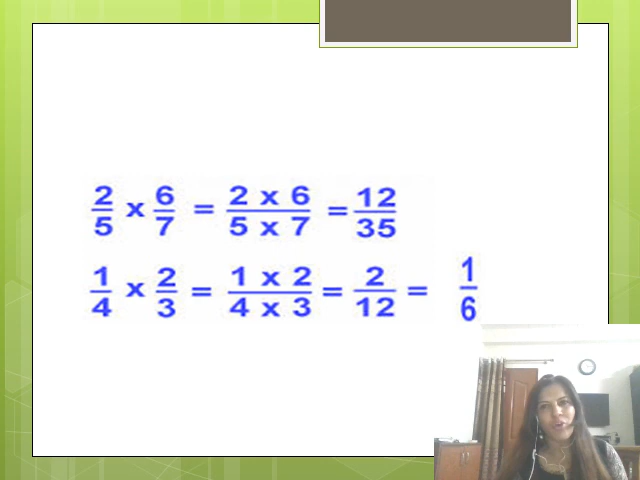 2/5 x 6/7 = 2 x 6/5 x 7 = 12/35
1/4 x 2/3 = 1 x 2/4 x 3 = 2/12 = 1/6